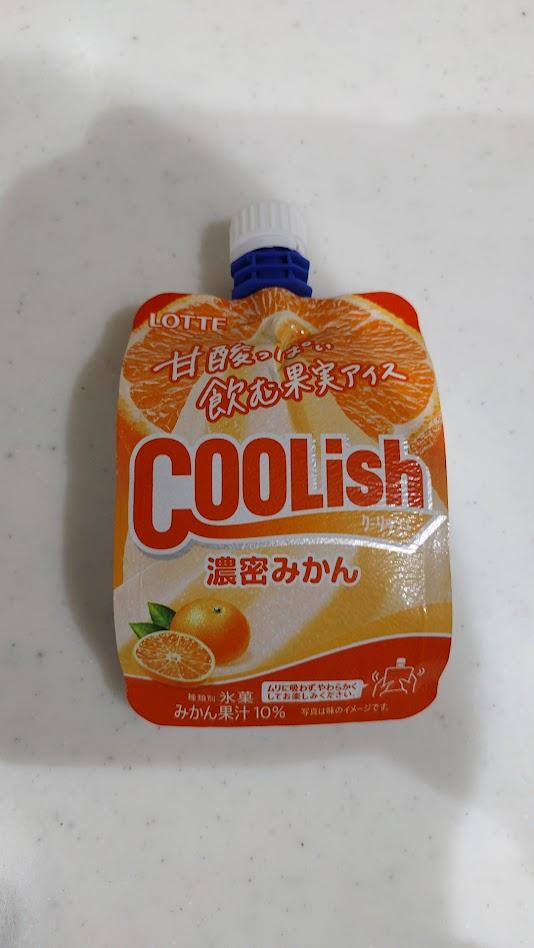 LOTTE
甘酸っぱい
飲む果実アイス
COOLish
クーリッシュ
濃密みかん
種類別 氷菓
みかん果汁10%
ムリに吸わず、やわらかく
してお楽しみください。
写真は味のイメージです。